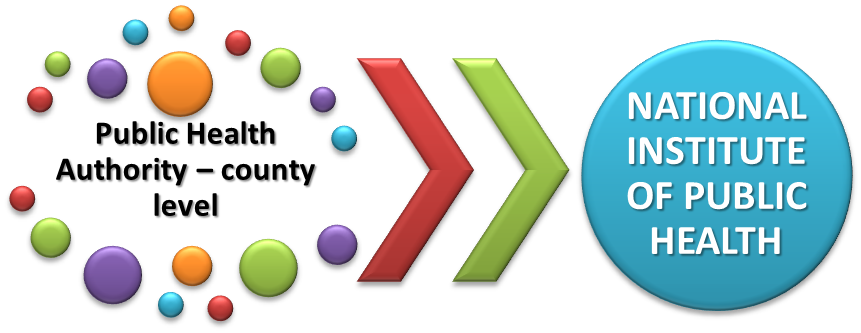 Public Health
Authority – county
level
NATIONAL
INSTITUTE
OF PUBLIC
HEALTH